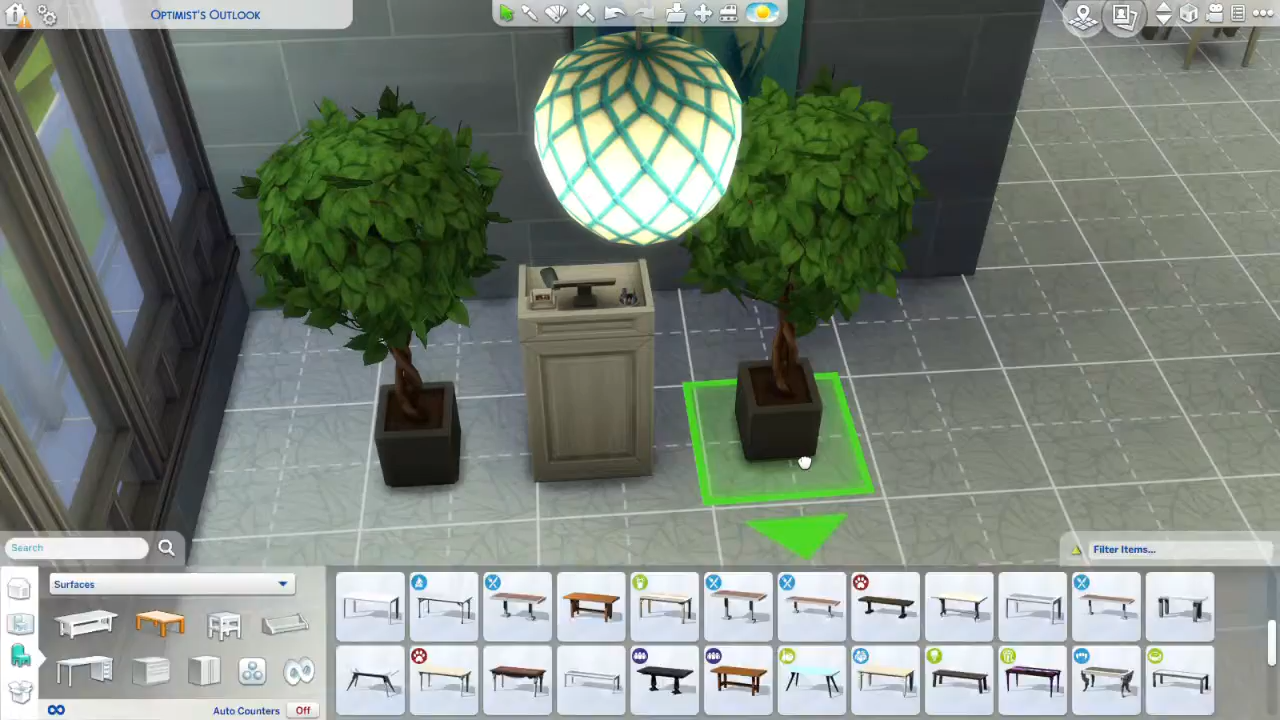 OPTIMIST'S OUTLOOK
Search
Filter Items...
Surfaces
Auto Counters
Off